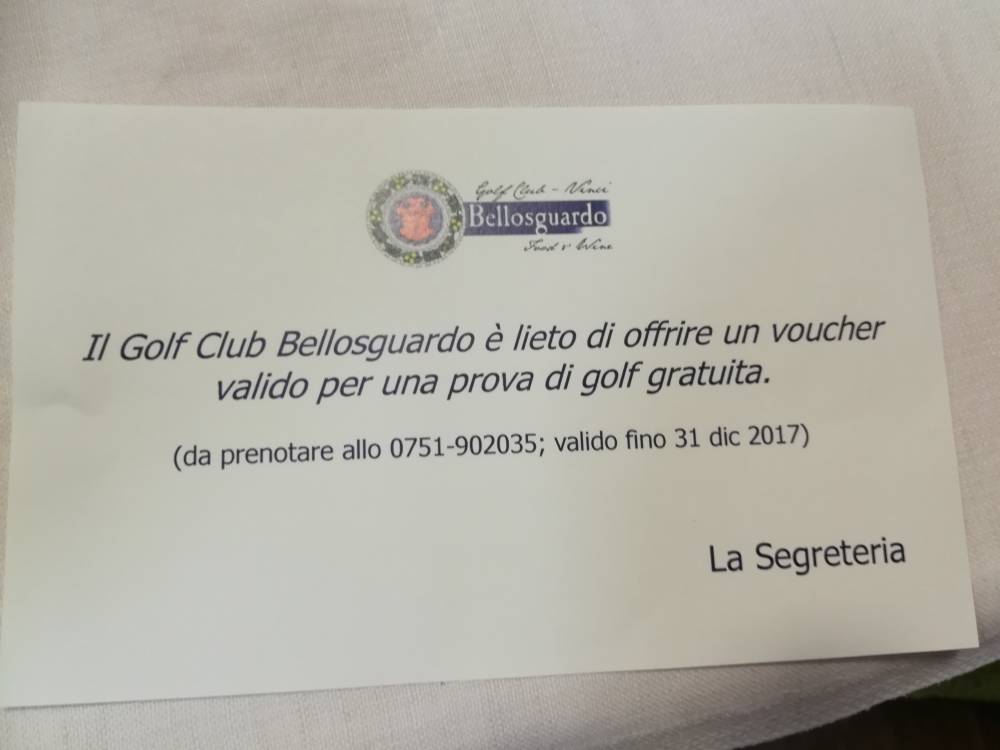 Golf Club - Vinci
Bellosguardo
Food & Wine
Il Golf Club Bellosguardo è lieto di offrire un voucher
valido per una prova di golf gratuita.
(da prenotare allo 0751-902035; valido fino 31 dic 2017)
La Segreteria